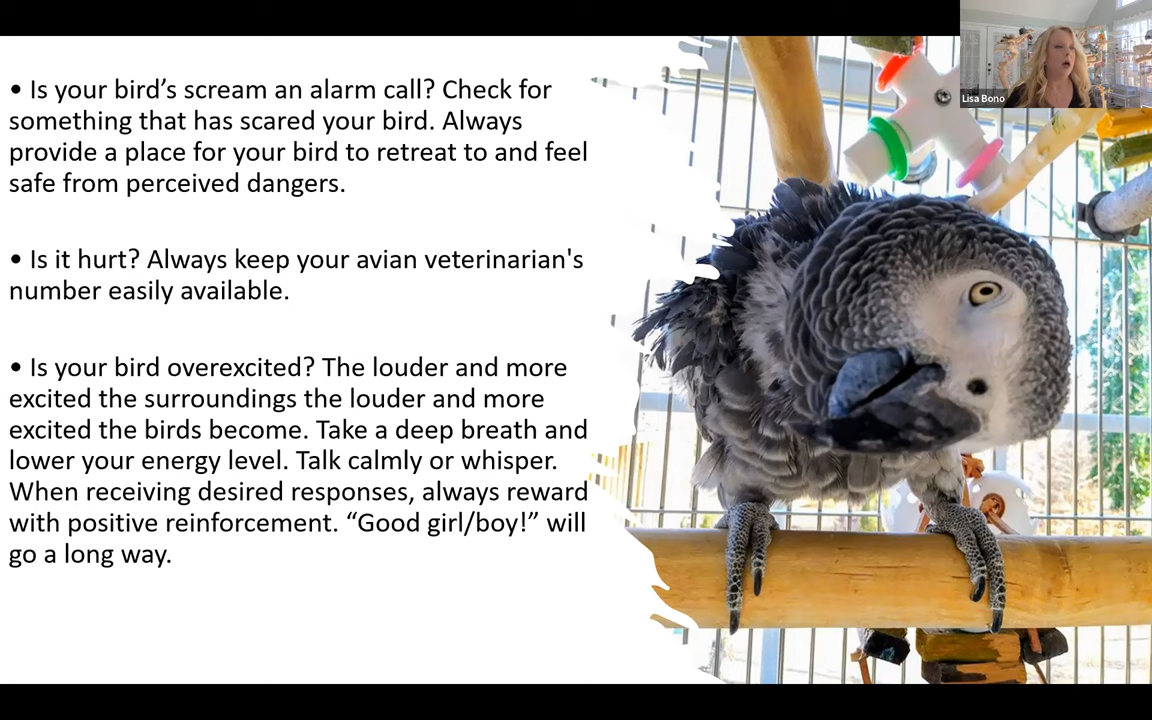 • Is your bird’s scream an alarm call? Check for
something that has scared your bird. Always
provide a place for your bird to retreat to and feel
safe from perceived dangers.
• Is it hurt? Always keep your avian veterinarian's
number easily available.
• Is your bird overexcited? The louder and more
excited the surroundings the louder and more
excited the birds become. Take a deep breath and
lower your energy level. Talk calmly or whisper.
When receiving desired responses, always reward
with positive reinforcement. “Good girl/boy!” will
go a long way.
Lisa Bono